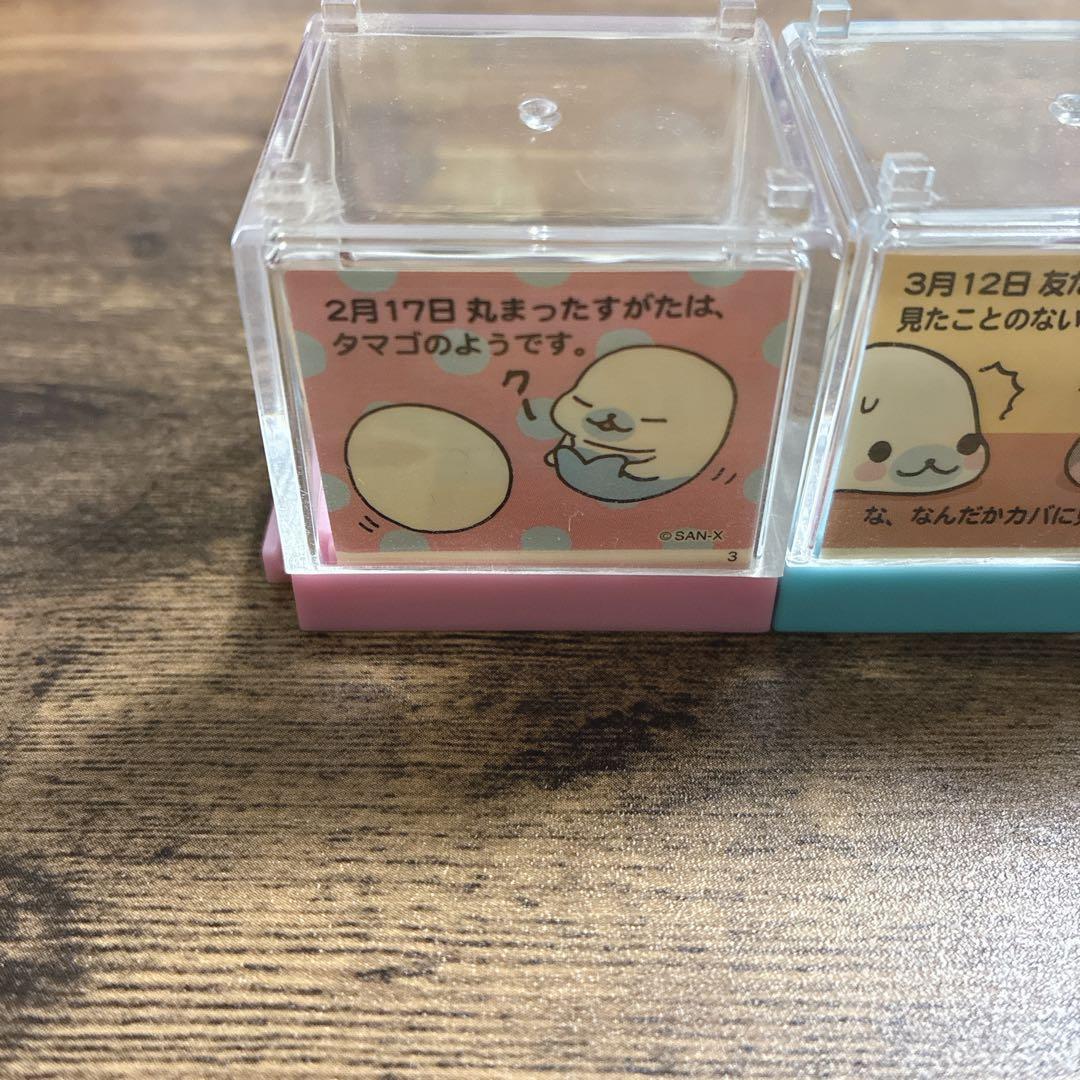 2月17日 丸まったすがたは、
タマゴのようです。
クー
©SAN-X
3
3月12日 友だ
見たことのない
な、なんだかカバに